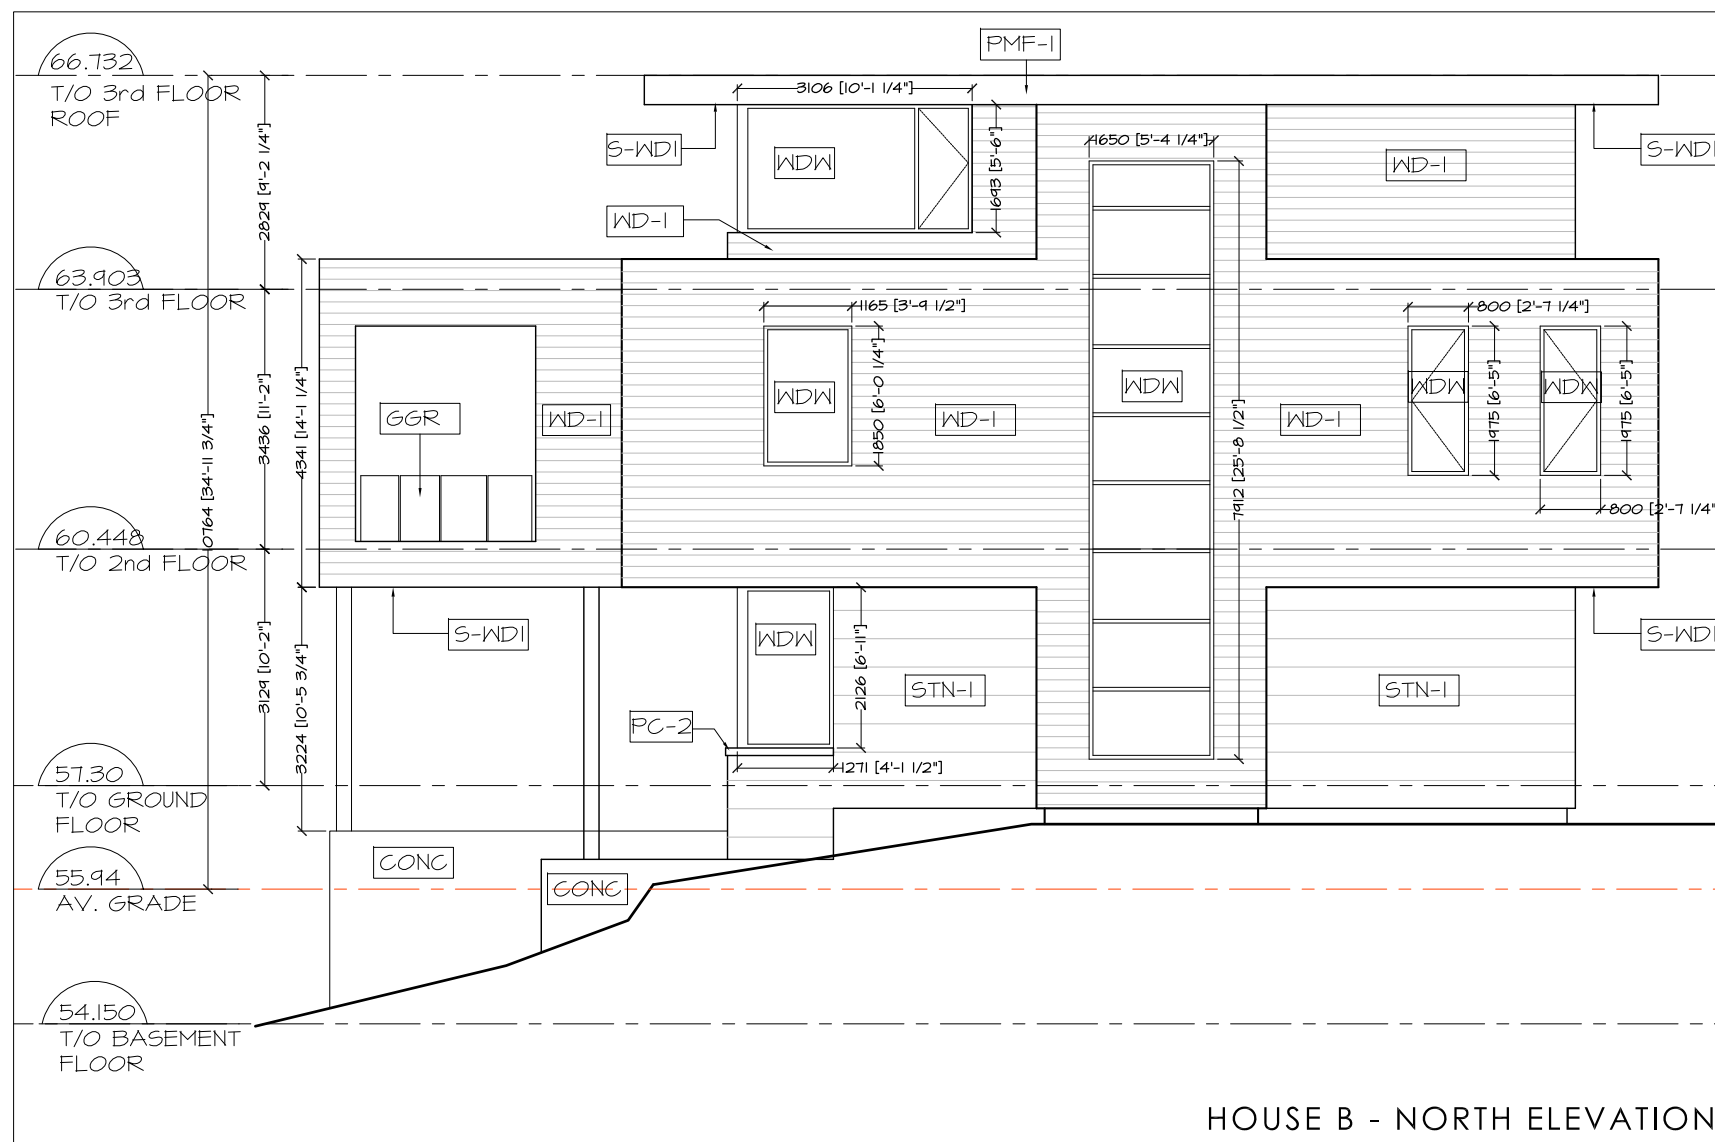 66.732
T/O 3rd FLOOR
ROOF
PMF-1
3106 [10'-1 1/4"]
S-WD1
WDW
1693 [5'-6"]
1650 [5'-4 1/4"]
WD-1
S-WD1
2829 [9'-2 1/4"]
WD-1
63.903
T/O 3rd FLOOR
1165 [3'-9 1/2"]
800 [2'-7 1/4"]
WDW
1850 [6'-0 1/4"]
WDW
WDW
1975 [6'-5"]
WDW
1975 [6'-5"]
GGR
WD-1
WD-1
WD-1
3436 [11'-2"]
4341 [14'-1 1/4"]
10764 [34'-11 3/4"]
7912 [25'-8 1/2"]
800 [2'-7 1/4"
60.448
T/O 2nd FLOOR
S-WD1
WDW
2126 [6'-11"]
S-WD1
3129 [10'-2"]
3224 [10'-5 3/4"]
STN-1
STN-1
PC-2
1271 [4'-1 1/2"]
57.30
T/O GROUND
FLOOR
CONC
CONC
55.94
AV. GRADE
54.150
T/O BASEMENT
FLOOR
HOUSE B - NORTH ELEVATION